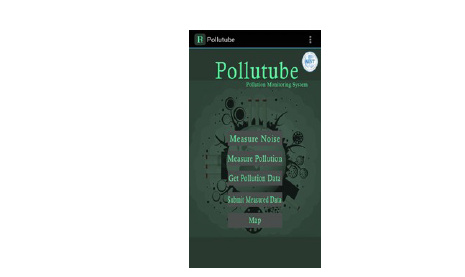 Pollutube
Pollutube
Pollution Monitoring System
Measure Noise
Measure Pollution
Get Pollution Data
Submit Measured Data
Map